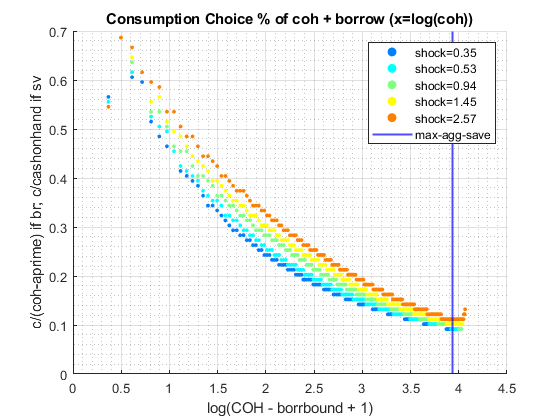 Consumption Choice % of coh + borrow (x=log(coh))
c/(coh-aprime) if br, c/cashonhand if sv
0.7
0.6
0.5
0.4
0.3
0.2
0.1
0
shock=0.35
shock=0.53
shock=0.94
shock=1.45
shock=2.57
max-agg-save
0 0.5 1 1.5 2 2.5 3 3.5 4 4.5
log(COH - borrbound + 1)